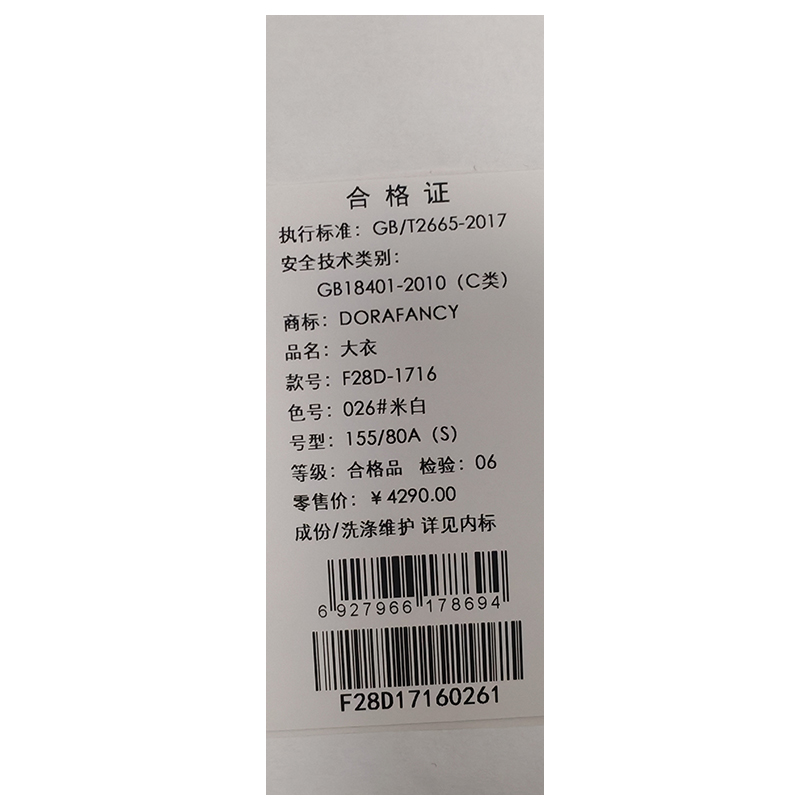 合格证
执行标准：GB/T2665-2017
安全技术类别：
GB18401-2010（C类）
商标：DORAFANCY
品名：大衣
款号：F28D-1716
色号：026#米白
号型：155/80A（S）
等级：合格品 检验：06
零售价：￥4290.00
成份/洗涤维护 详见内标
6 927966 178694
F28D17160261